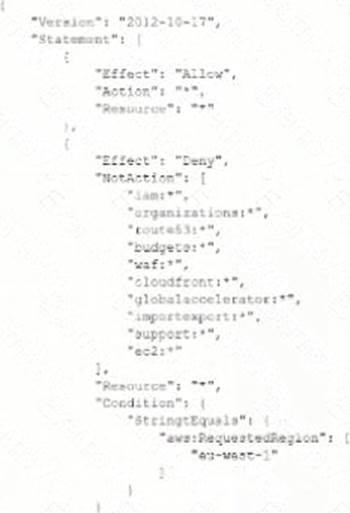 {
"Version": "2012-10-17",
"Statement": [
{
"Effect": "Allow",
"Action": "*",
"Resource": "*"
},
{
"Effect": "Deny",
"NotAction": [
"iam:*",
"organizations:*",
"route53:*",
"budgets:*",
"waf:*",
"cloudfront:*",
"globalaccelerator:*",
"importexport:*",
"support:*",
"ec2:*"
],
"Resource": "*",
"Condition": {
"StringtEquals": {
"aws:RequestedRegion": [
"eu-west-1"
]
}
}